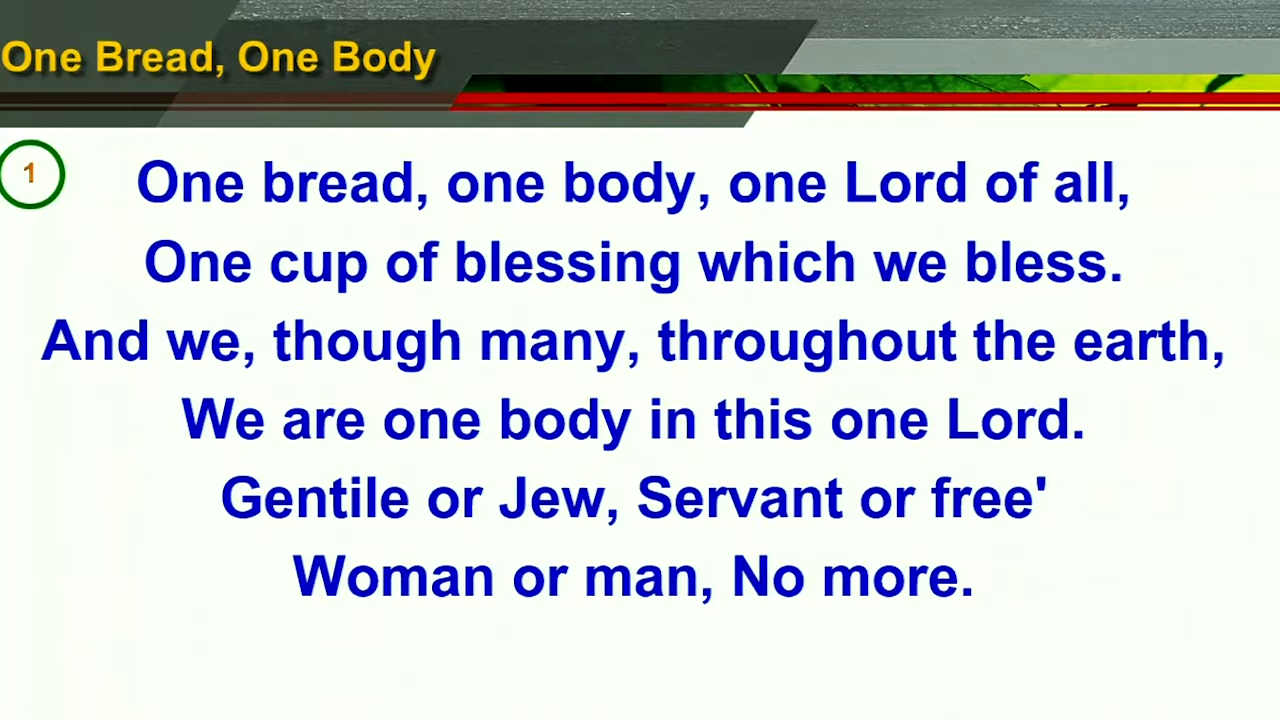 One Bread, One Body
1
One bread, one body, one Lord of all,
One cup of blessing which we bless.
And we, though many, throughout the earth,
We are one body in this one Lord.
Gentile or Jew, Servant or free'
Woman or man, No more.